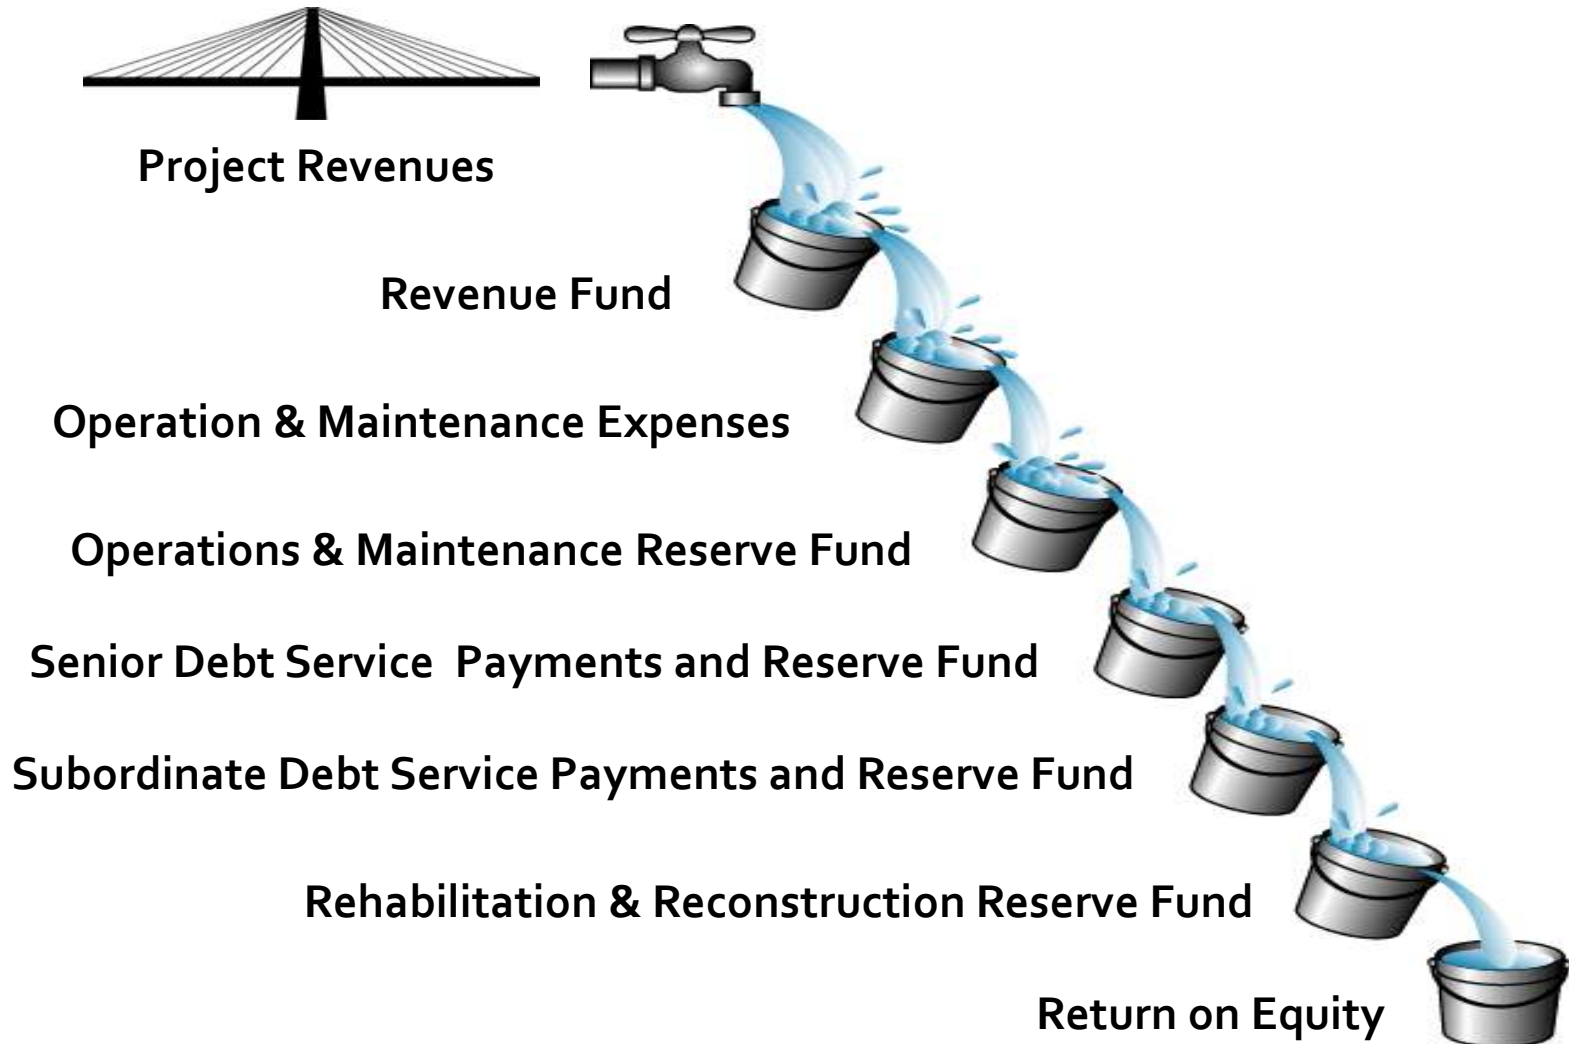 Project Revenues
Revenue Fund
Operation & Maintenance Expenses
Operations & Maintenance Reserve Fund
Senior Debt Service  Payments and Reserve Fund
Subordinate Debt Service Payments and Reserve Fund
Rehabilitation & Reconstruction Reserve Fund
Return on Equity